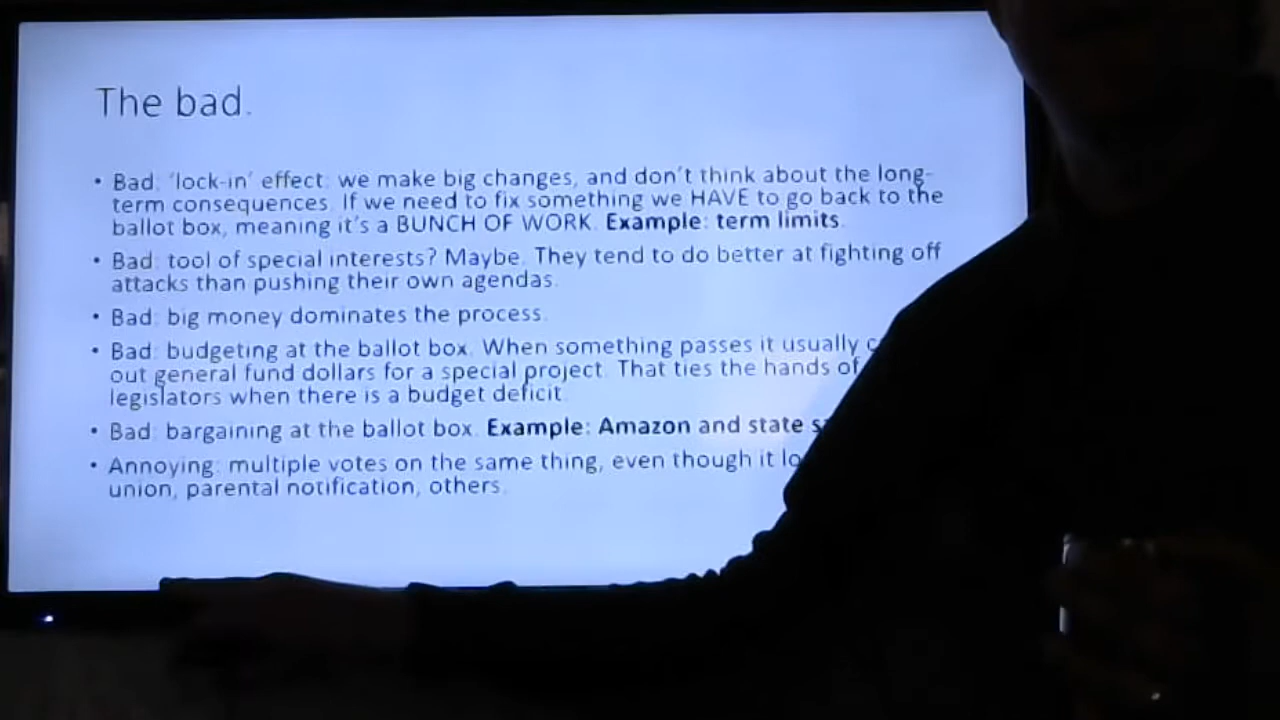 The bad.
• Bad: 'lock-in' effect: we make big changes, and don't think about the long-
term consequences. If we need to fix something we HAVE to go back to the
ballot box, meaning it's a BUNCH OF WORK. Example: term limits.
• Bad: tool of special interests? Maybe. They tend to do better at fighting off
attacks than pushing their own agendas.
• Bad: big money dominates the process.
• Bad: budgeting at the ballot box. When something passes it usually
out general fund dollars for a special project. That ties the hands of
legislators when there is a budget deficit.
• Bad: bargaining at the ballot box. Example: Amazon and state
• Annoying: multiple votes on the same thing, even though it
union, parental notification, others.